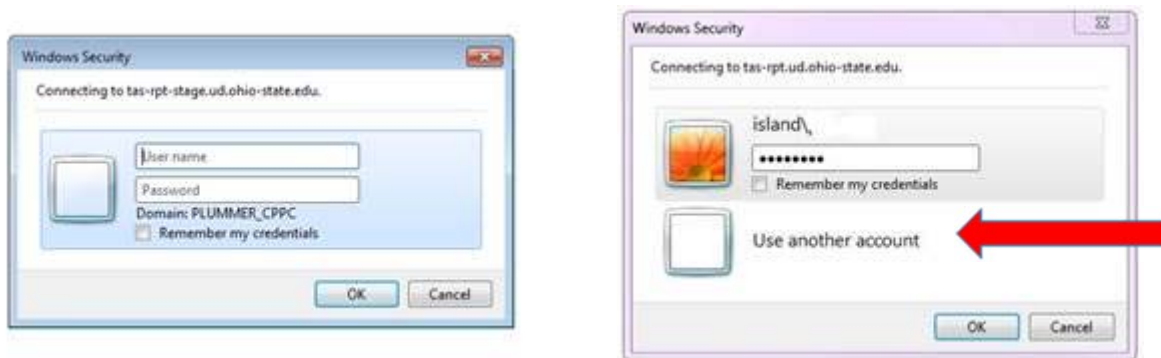 Windows Security
Connecting to tas-rpt-stage.ud.ohio-state.edu.
User name
Password
Domain: PLUMMER_CPPC
Remember my credentials
OK
Cancel
Windows Security
Connecting to tas-rpt.ud.ohio-state.edu.
island\
••••••••
Remember my credentials
Use another account
OK
Cancel